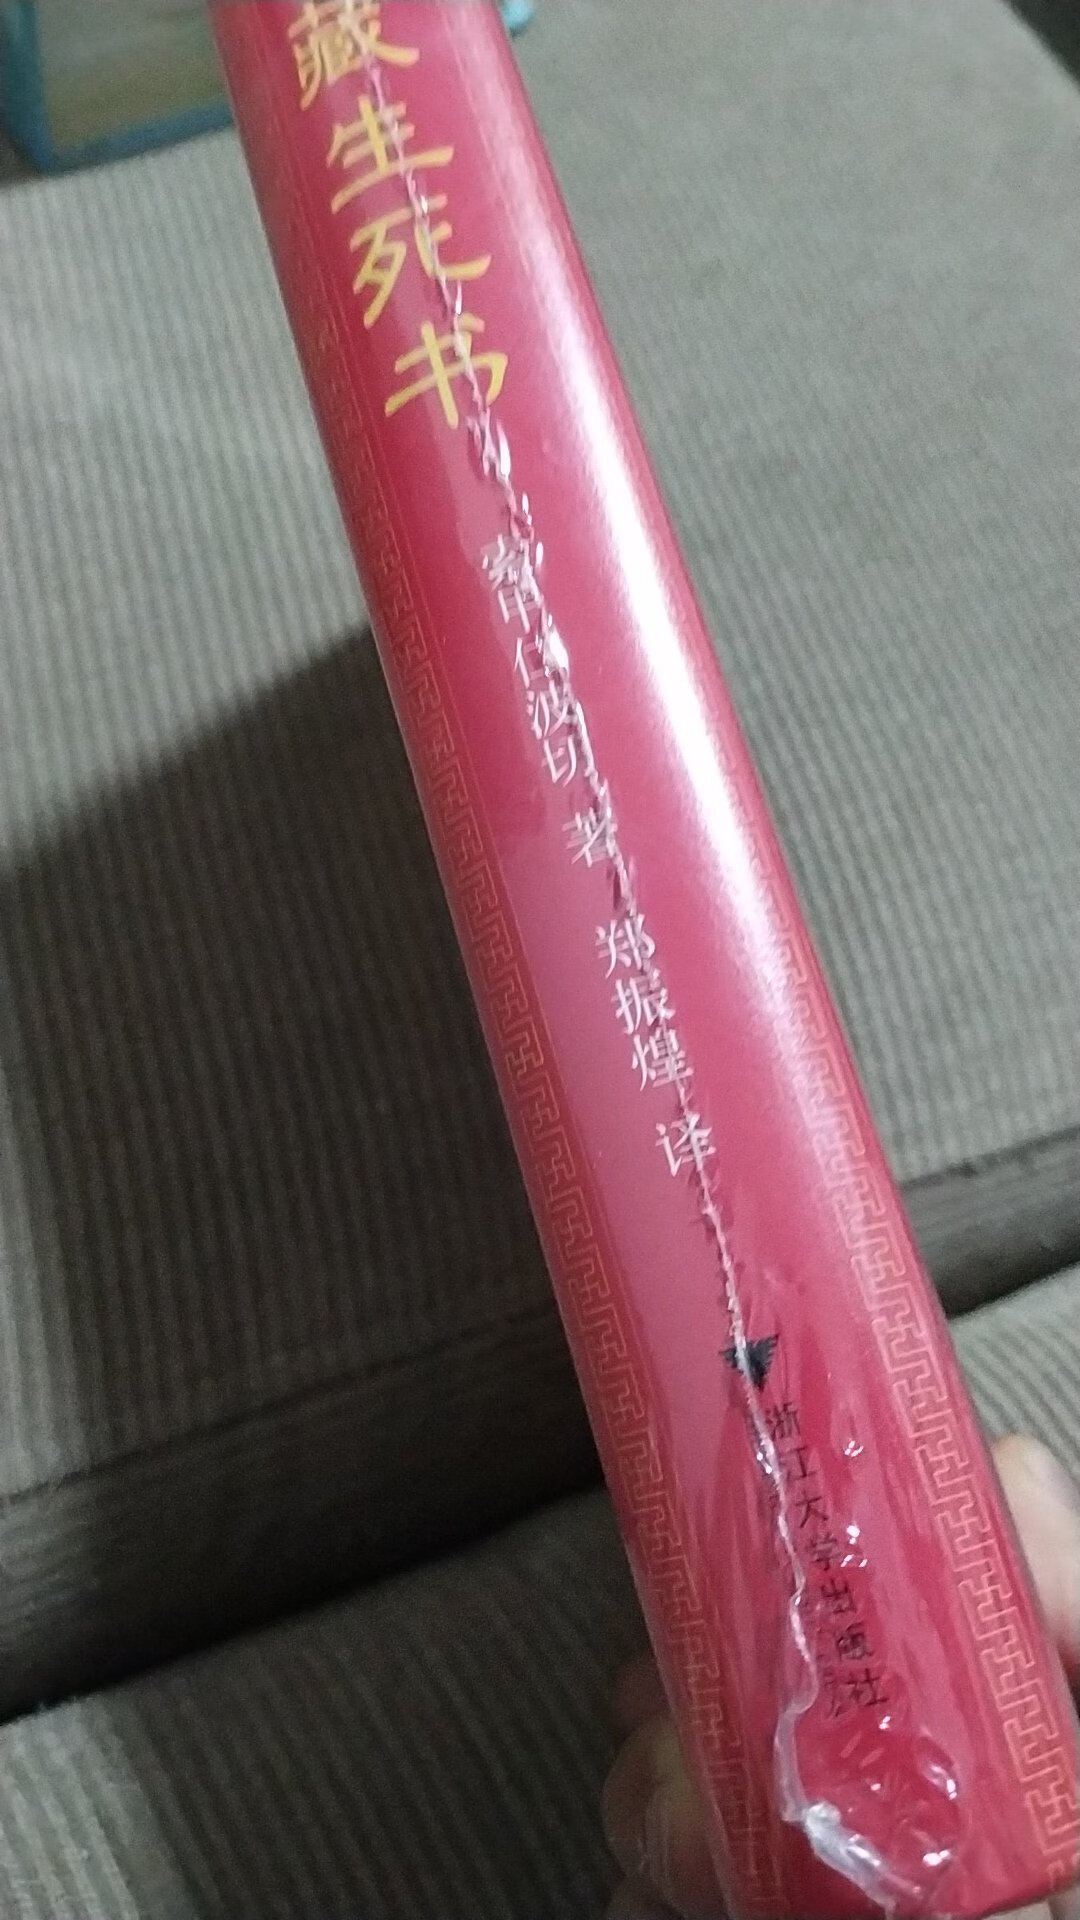 藏生死书
索甲仁波切 著
郑振煌 译
浙江大学出版社